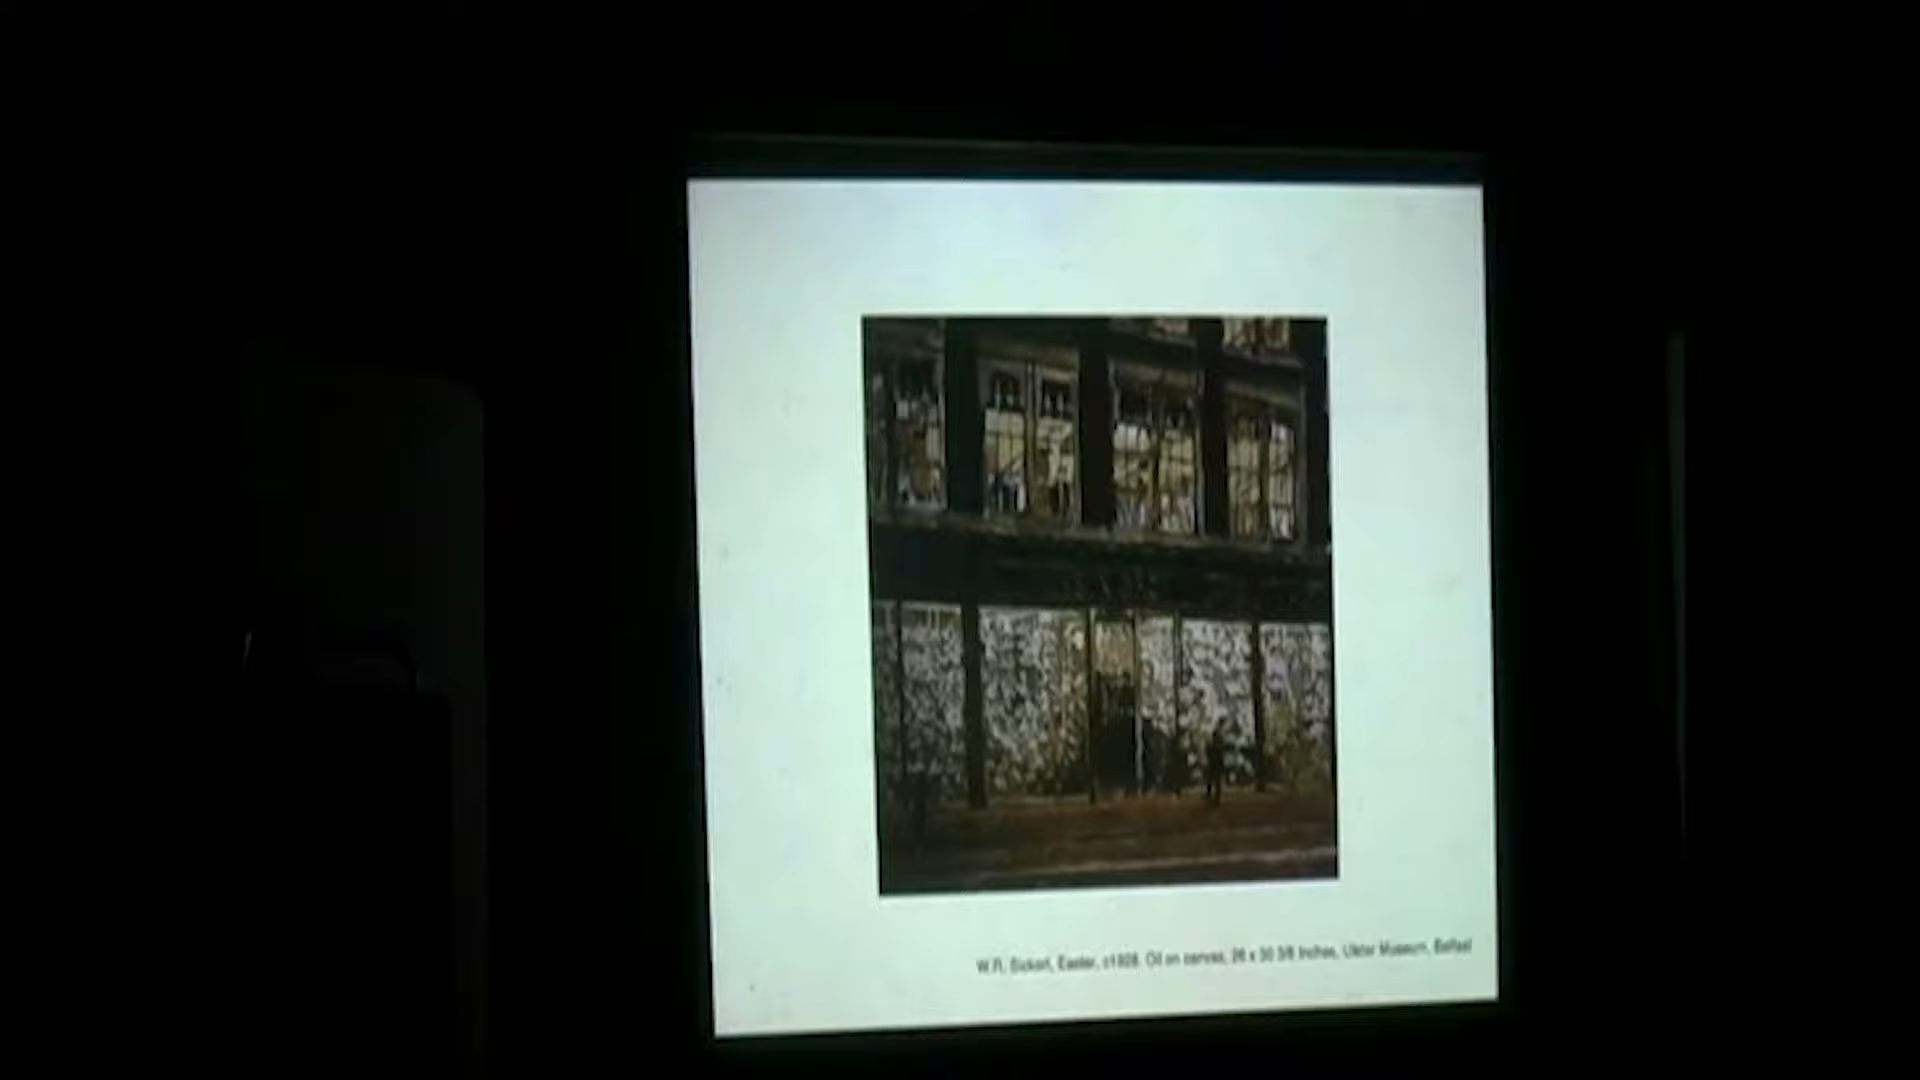 W.R. Sickert, Easter, c1928. Oil on canvas, 26 x 30 3/8 Inches, Ulster Museum, Belfast